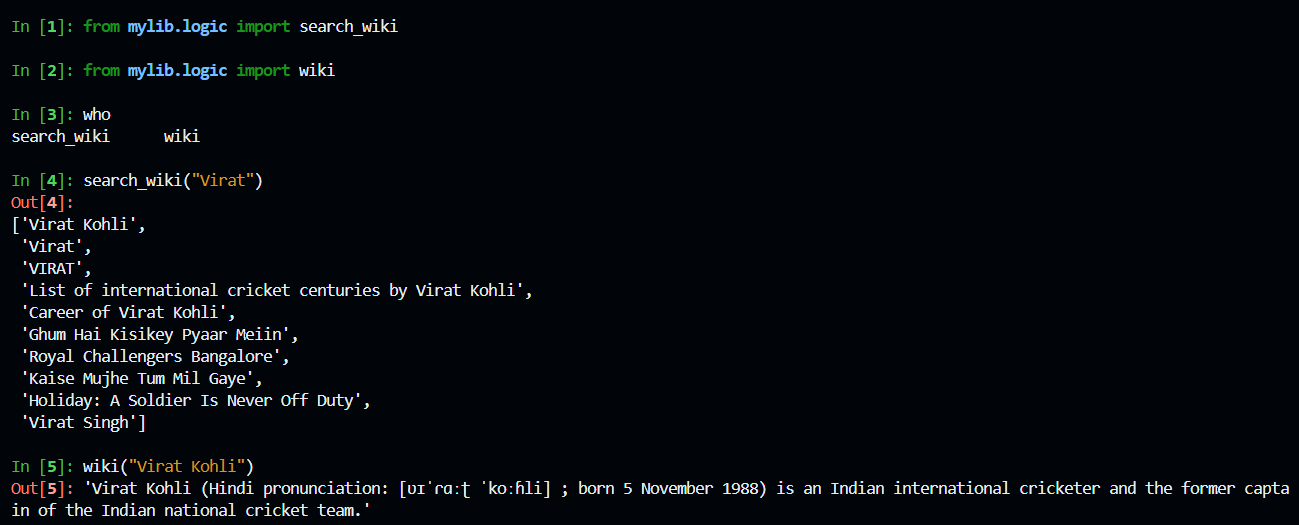 In [1]: from mylib.logic import search_wiki
In [2]: from mylib.logic import wiki
In [3]: who
search_wiki      wiki
In [4]: search_wiki("Virat")
Out[4]:
['Virat Kohli',
 'Virat',
 'VIRAT',
 'List of international cricket centuries by Virat Kohli',
 'Career of Virat Kohli',
 'Ghum Hai Kisikey Pyaar Meiin',
 'Royal Challengers Bangalore',
 'Kaise Mujhe Tum Mil Gaye',
 'Holiday: A Soldier Is Never Off Duty',
 'Virat Singh']
In [5]: wiki("Virat Kohli")
Out[5]: 'Virat Kohli (Hindi pronunciation: [ʋɪˈɾɑːʈ ˈkoːɦli] ; born 5 November 1988) is an Indian international cricketer and the former capta
in of the Indian national cricket team.'